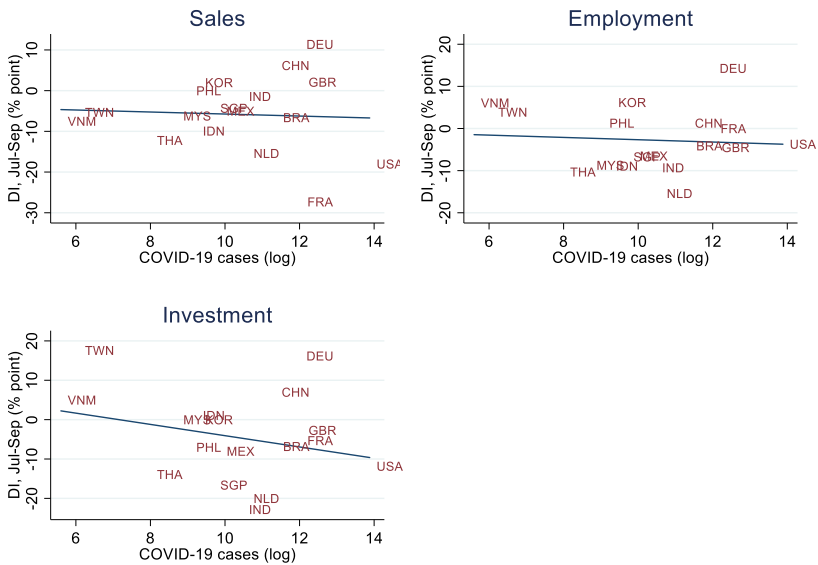 Sales
DI, Jul-Sep (% point)
10
0
-10
-20
-30
DEU
CHN
KOR
GBR
PHL
IND
SGP
MEX
TWN
MYS
BRA
VNM
IDN
THA
NLD
USA
FRA
6 8 10 12 14
COVID-19 cases (log)
Employment
DI, Jul-Sep (% point)
20
10
0
-10
-20
DEU
VNM
KOR
TWN
PHL
CHN
FRA
BRA
GBR
USA
SGP
MEX
MYS
IDN
IND
THA
NLD
6 8 10 12 14
COVID-19 cases (log)
Investment
DI, Jul-Sep (% point)
20
10
0
-10
-20
TWN
DEU
CHN
VNM
IDN
MYS
KOR
GBR
FRA
PHL
BRA
MEX
USA
THA
SGP
NLD
IND
6 8 10 12 14
COVID-19 cases (log)